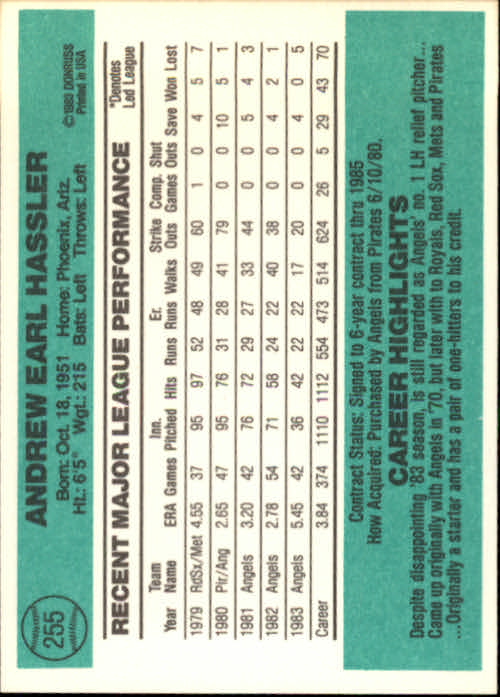 255
ANDREW EARL HASSLER
Born: Oct. 18, 1951 Home: Phoenix, Ariz.
Ht.: 6'5" Wgt.: 215 Bats: Left Throws: Left
©1983 DONRUSS
Printed in USA
RECENT MAJOR LEAGUE PERFORMANCE
*Denotes
Led League
Team Inn. Er. Strike Comp. Shut
Year Name ERA Games Pitched Hits Runs Runs Walks Outs Games Outs Save Won Lost
1979 RdSx/Met 4.55 37 95 97 52 48 49 60 1 0 4 5 7
1980 Pir/Ang 2.65 47 95 76 31 28 41 79 0 0 10 5 1
1981 Angels 3.20 42 76 72 29 27 33 44 0 0 5 4 3
1982 Angels 2.78 54 71 58 24 22 40 38 0 0 4 2 1
1983 Angels 5.45 42 36 42 22 22 17 20 0 0 4 0 5
Career 3.84 374 1110 1112 554 473 514 624 26 5 29 43 70
Contract Status: Signed to 6-year contract thru 1985
How Acquired: Purchased by Angels from Pirates 6/10/80.
CAREER HIGHLIGHTS
Despite disappointing '83 season, is still regarded as Angels' no. 1 LH relief pitcher...
Came up originally with Angels in '70, but later with to Royals, Red Sox, Mets and Pirates
...Originally a starter and has a pair of one-hitters to his credit.